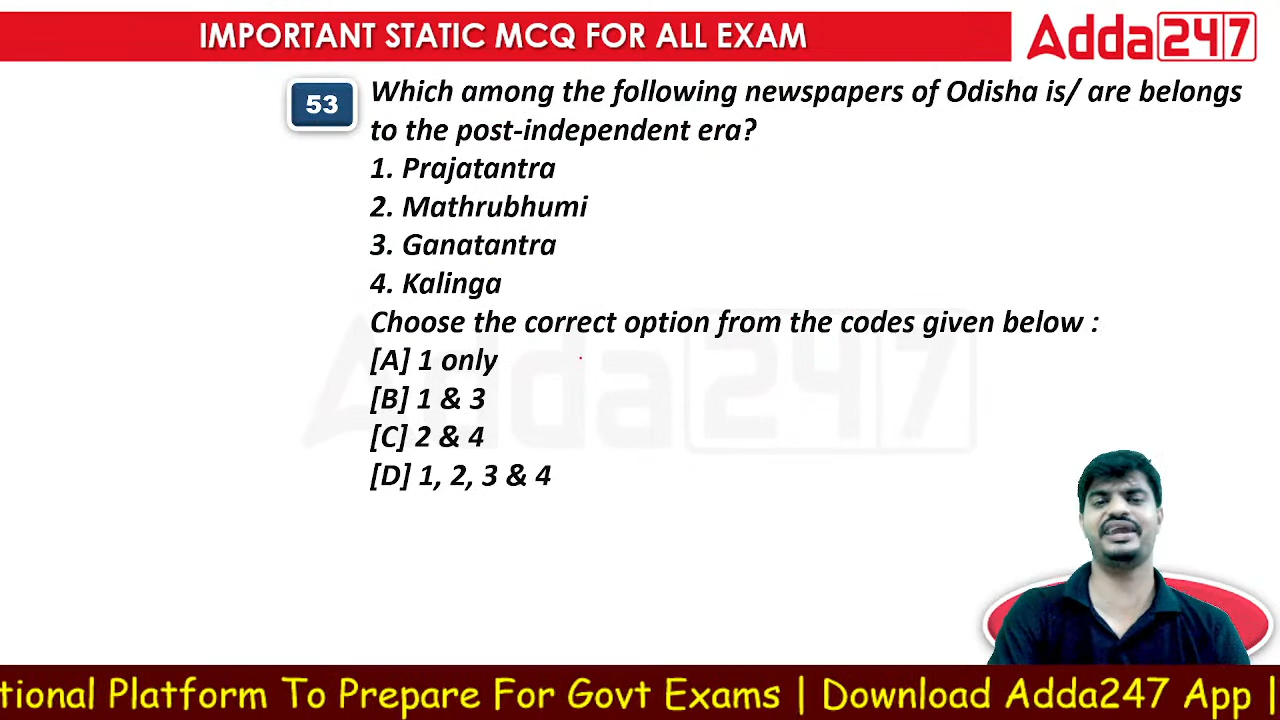 IMPORTANT STATIC MCQ FOR ALL EXAM
Adda247
53
Which among the following newspapers of Odisha is/ are belongs
to the post-independent era?
1. Prajatantra
2. Mathrubhumi
3. Ganatantra
4. Kalinga
Choose the correct option from the codes given below :
[A] 1 only
[B] 1 & 3
[C] 2 & 4
[D] 1, 2, 3 & 4
Adda247
tional Platform To Prepare For Govt Exams | Download Adda247 App |